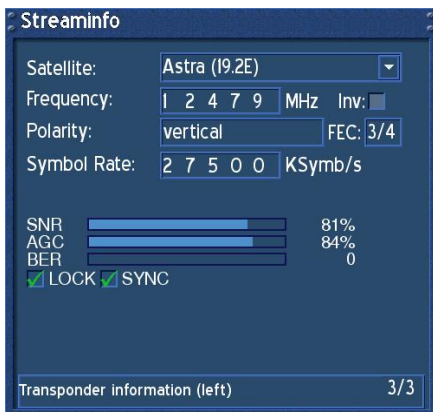 Streaminfo
Satellite: Astra (19.2E)
Frequency: 1 2 4 7 9 MHz Inv:
Polarity: vertical FEC: 3/4
Symbol Rate: 2 7 5 0 0 KSymb/s
SNR 81%
AGC 84%
BER 0
LOCK SYNC
Transponder information (left) 3/3